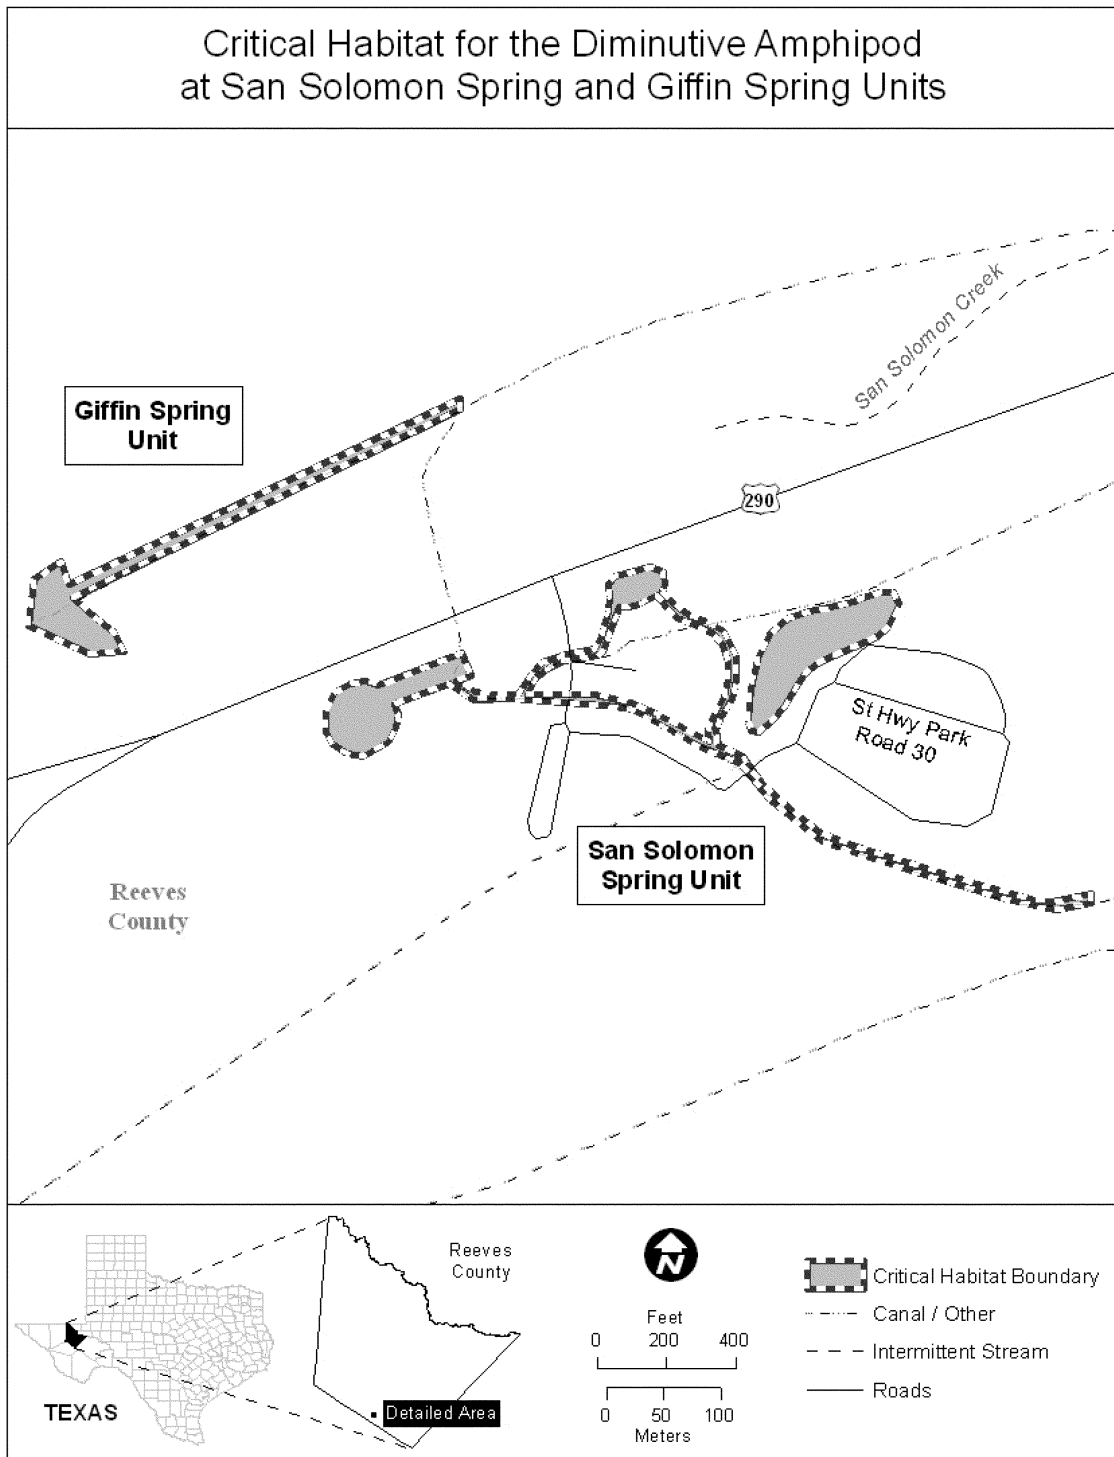 Critical Habitat for the Diminutive Amphipod
at San Solomon Spring and Giffin Spring Units
San Solomon Creek
Giffin Spring
Unit
290
St Hwy Park
Road 30
San Solomon
Spring Unit
Reeves
County
Reeves
County
TEXAS
Detailed Area
N
Feet
0 200 400
0 50 100
Meters
Critical Habitat Boundary
Canal / Other
Intermittent Stream
Roads